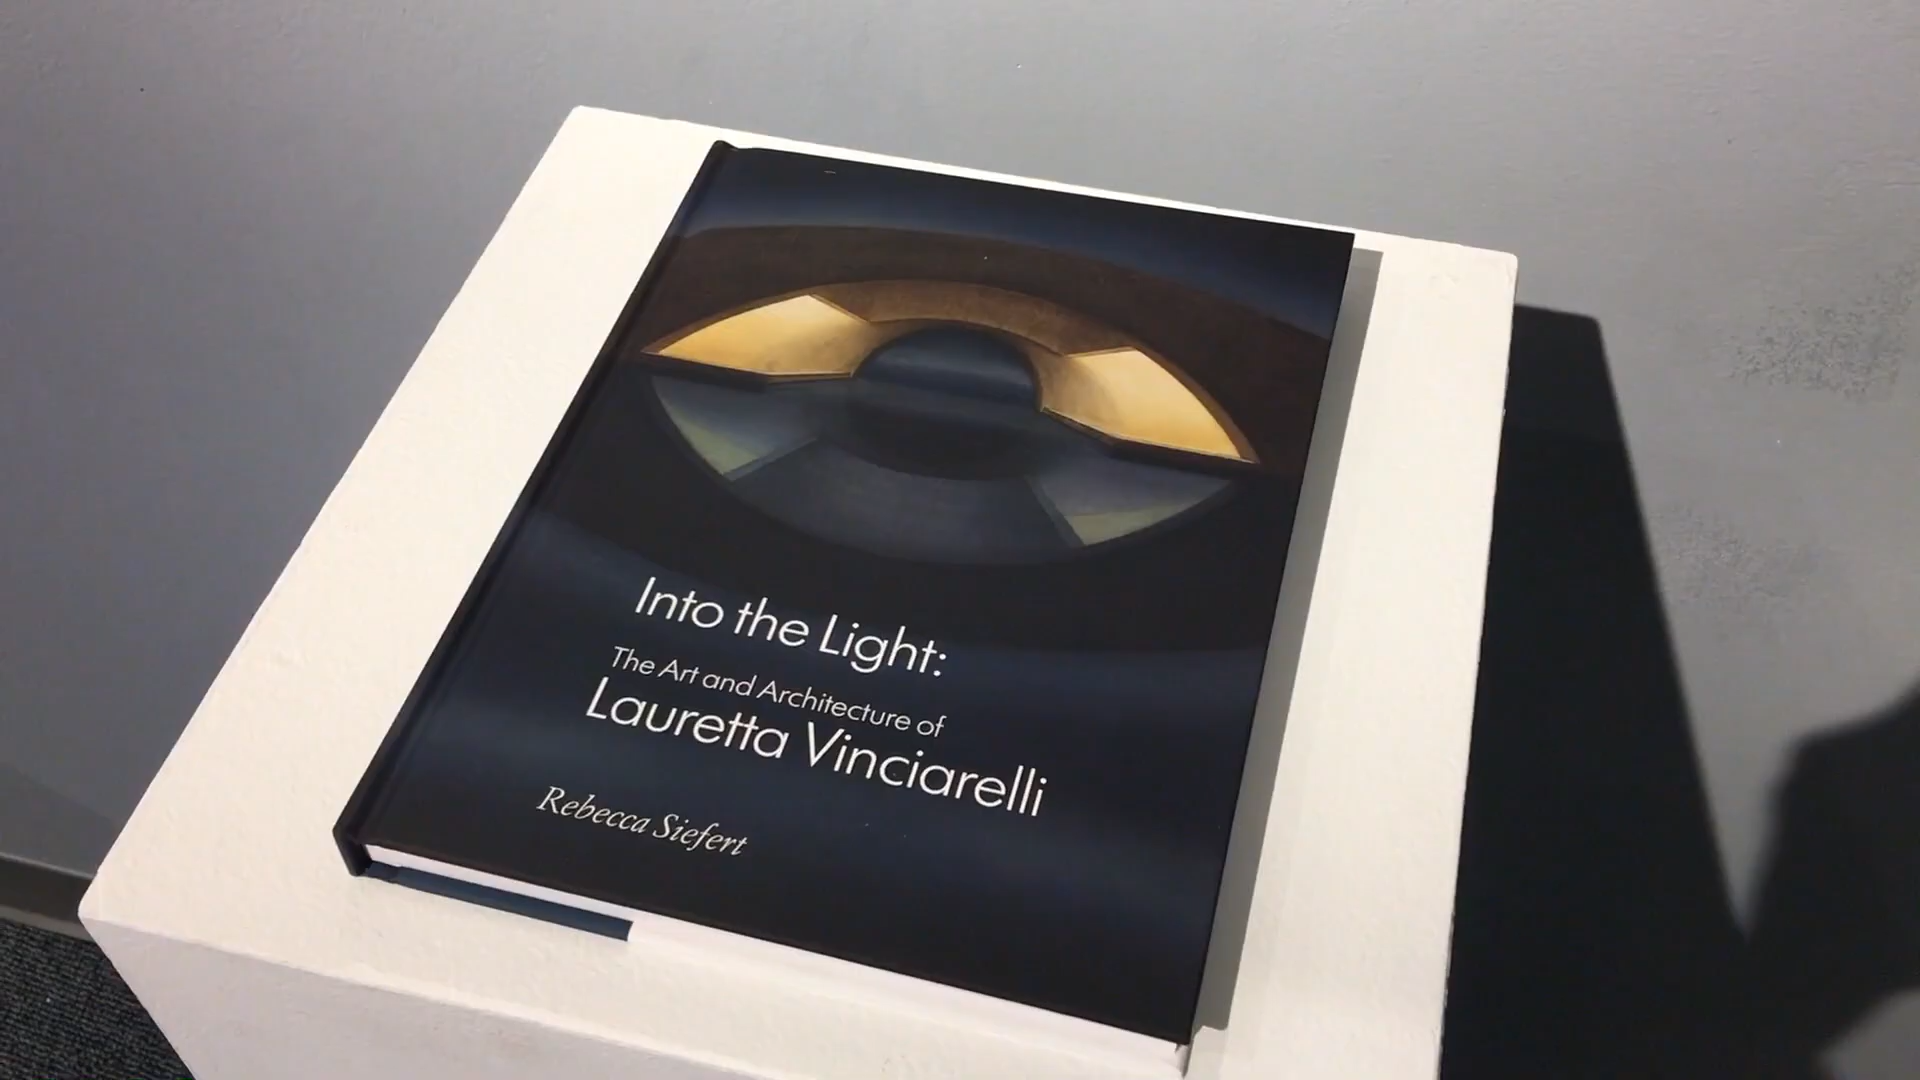 Into the Light:
The Art and Architecture of
Lauretta Vinciarelli
Rebecca Siefert